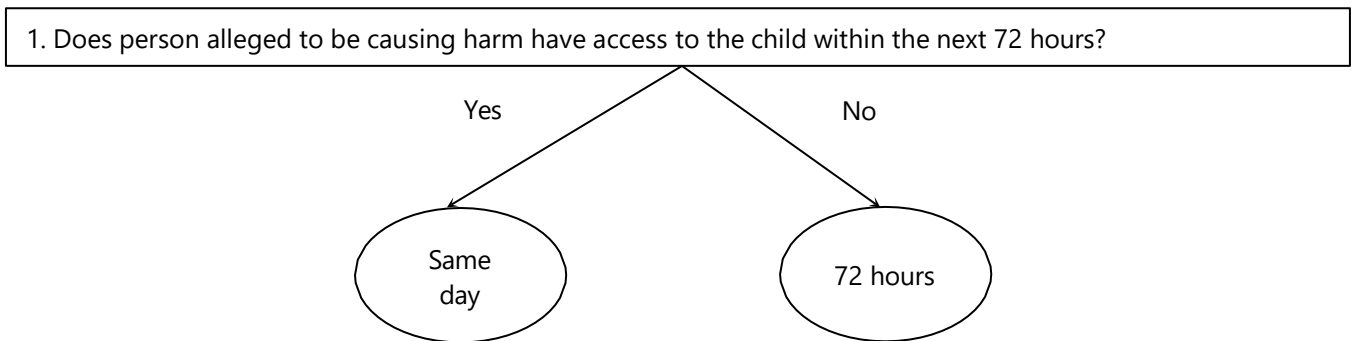 1. Does person alleged to be causing harm have access to the child within the next 72 hours?
Yes
No
Same
day
72 hours